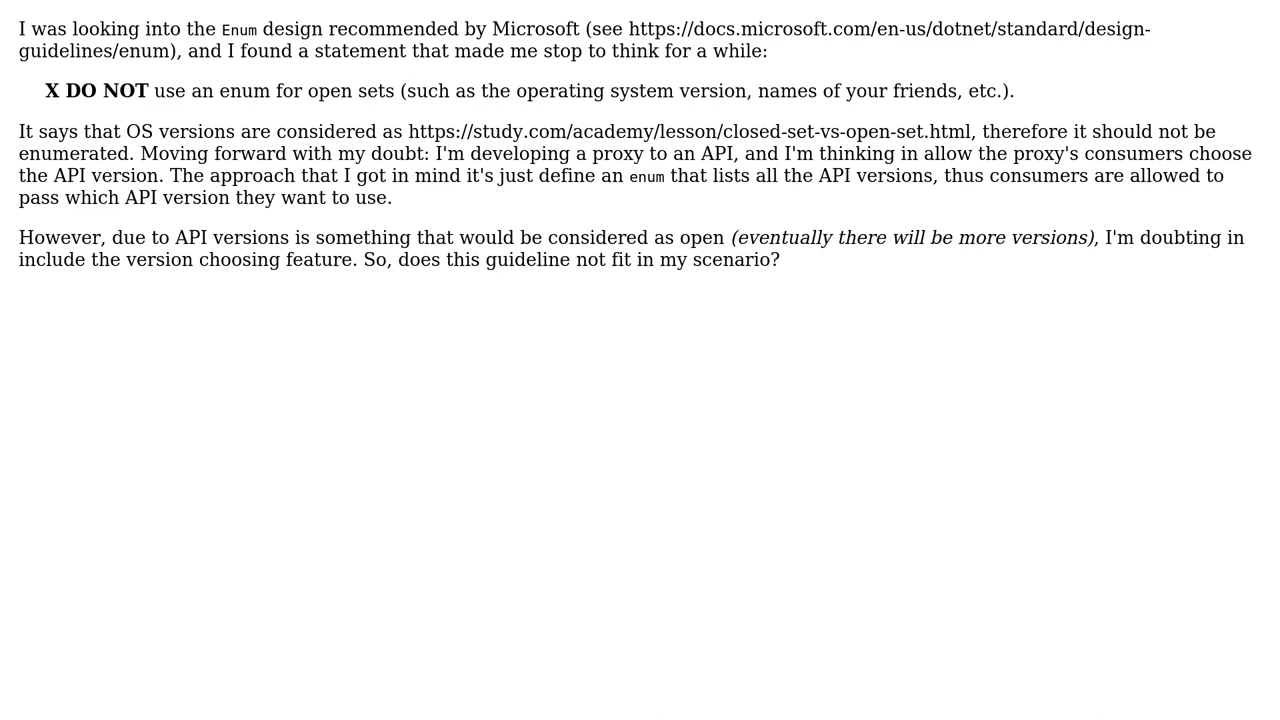 I was looking into the Enum design recommended by Microsoft (see https://docs.microsoft.com/en-us/dotnet/standard/design-
guidelines/enum), and I found a statement that made me stop to think for a while:
X DO NOT use an enum for open sets (such as the operating system version, names of your friends, etc.).
It says that OS versions are considered as https://study.com/academy/lesson/closed-set-vs-open-set.html, therefore it should not be
enumerated. Moving forward with my doubt: I'm developing a proxy to an API, and I'm thinking in allow the proxy's consumers choose
the API version. The approach that I got in mind it's just define an enum that lists all the API versions, thus consumers are allowed to
pass which API version they want to use.
However, due to API versions is something that would be considered as open (eventually there will be more versions), I'm doubting in
include the version choosing feature. So, does this guideline not fit in my scenario?